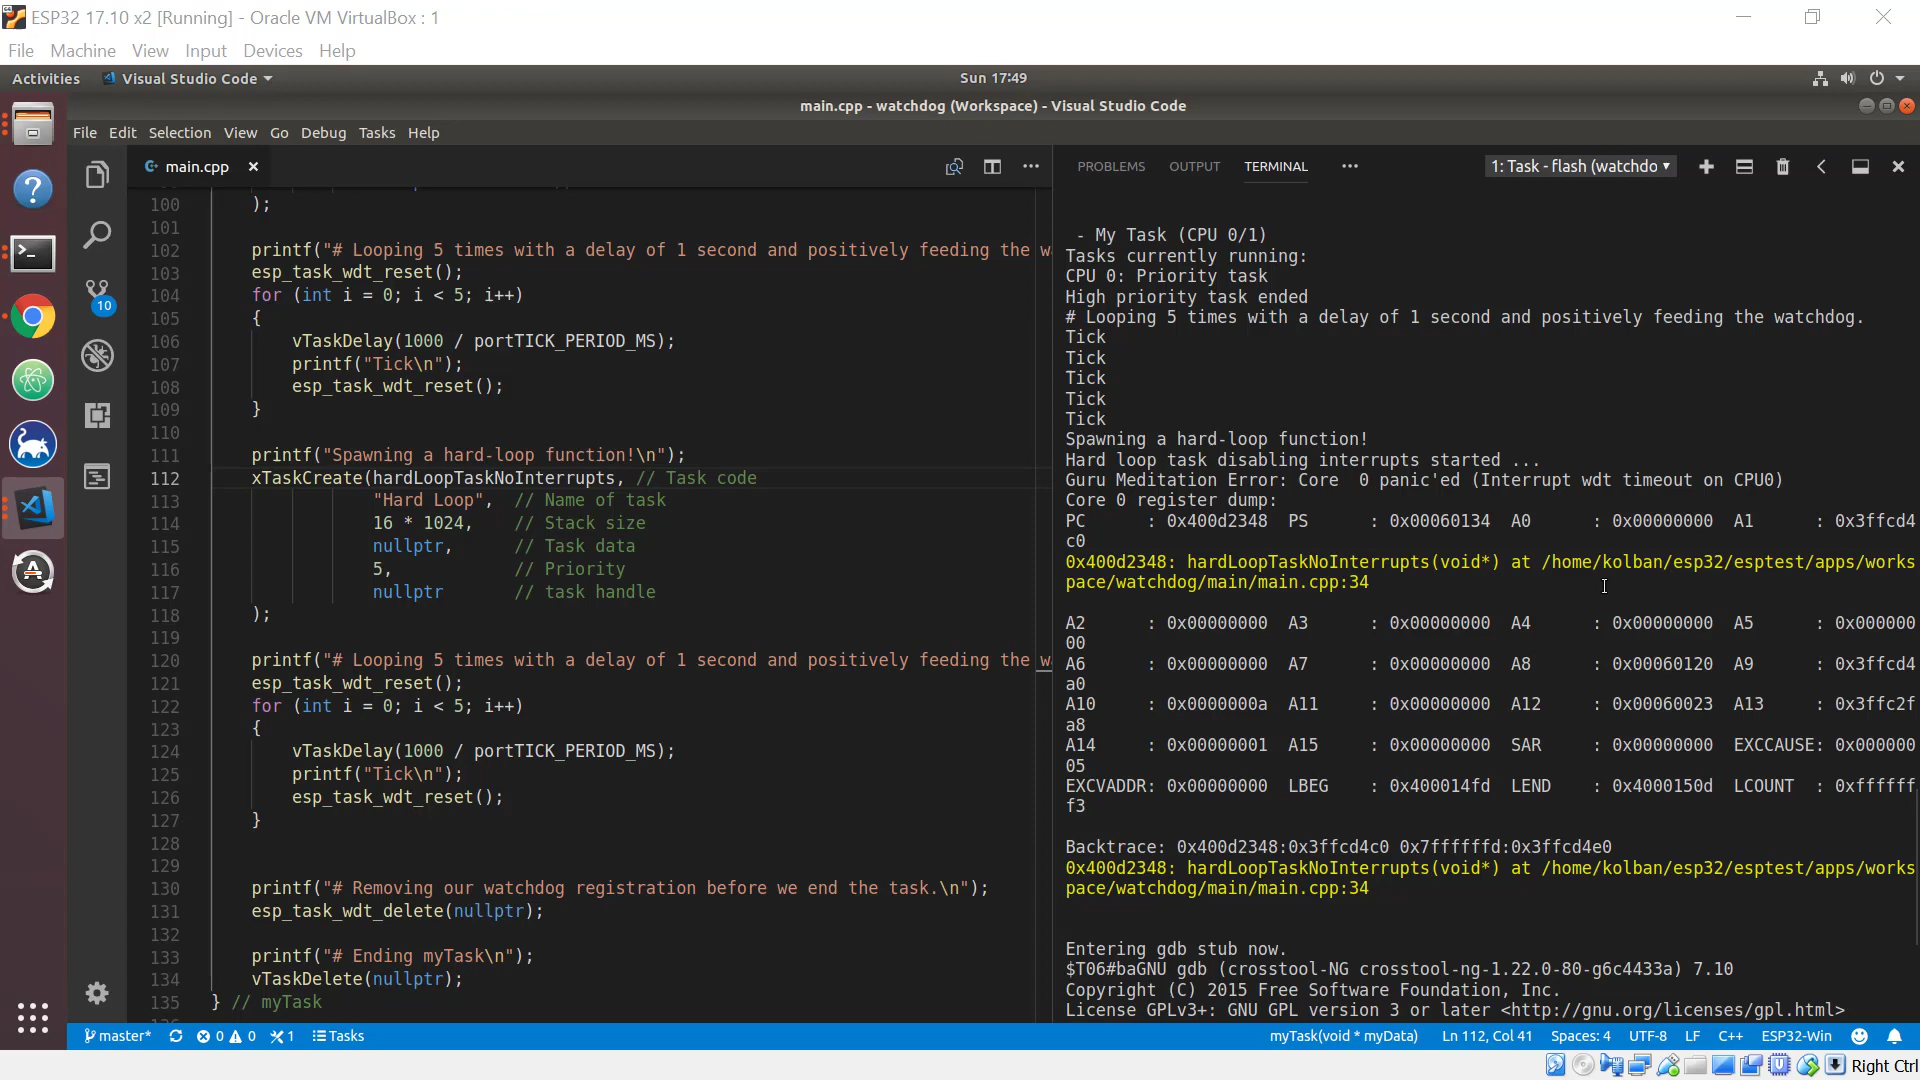 ESP32 17.10 x2 [Running] - Oracle VM VirtualBox : 1
File Machine View Input Devices Help
Activities Visual Studio Code Sun 17:49
main.cpp - watchdog (Workspace) - Visual Studio Code
File Edit Selection View Go Debug Tasks Help
main.cpp
100 );
101
102 printf("# Looping 5 times with a delay of 1 second and positively feeding the w
103 esp_task_wdt_reset();
104 for (int i = 0; i < 5; i++)
105 {
106 vTaskDelay(1000 / portTICK_PERIOD_MS);
107 printf("Tick\n");
108 esp_task_wdt_reset();
109 }
110
111 printf("Spawning a hard-loop function!\n");
112 xTaskCreate(hardLoopTaskNoInterrupts, // Task code
113 "Hard Loop", // Name of task
114 16 * 1024, // Stack size
115 nullptr, // Task data
116 5, // Priority
117 nullptr // task handle
118 );
119
120 printf("# Looping 5 times with a delay of 1 second and positively feeding the w
121 esp_task_wdt_reset();
122 for (int i = 0; i < 5; i++)
123 {
124 vTaskDelay(1000 / portTICK_PERIOD_MS);
125 printf("Tick\n");
126 esp_task_wdt_reset();
127 }
128
129
130 printf("# Removing our watchdog registration before we end the task.\n");
131 esp_task_wdt_delete(nullptr);
132
133 printf("# Ending myTask\n");
134 vTaskDelete(nullptr);
135 } // myTask
10
PROBLEMS OUTPUT TERMINAL ··· 1: Task - flash (watchdo
- My Task (CPU 0/1)
Tasks currently running:
CPU 0: Priority task
High priority task ended
# Looping 5 times with a delay of 1 second and positively feeding the watchdog.
Tick
Tick
Tick
Tick
Tick
Spawning a hard-loop function!
Hard loop task disabling interrupts started ...
Guru Meditation Error: Core  0 panic'ed (Interrupt wdt timeout on CPU0)
Core 0 register dump:
PC : 0x400d2348 PS : 0x00060134 A0 : 0x00000000 A1 : 0x3ffcd4
c0
0x400d2348: hardLoopTaskNoInterrupts(void*) at /home/kolban/esp32/esptest/apps/works
pace/watchdog/main/main.cpp:34
A2 : 0x00000000 A3 : 0x00000000 A4 : 0x00000000 A5 : 0x000000
00
A6 : 0x00000000 A7 : 0x00000000 A8 : 0x00060120 A9 : 0x3ffcd4
a0
A10 : 0x0000000a A11 : 0x00000000 A12 : 0x00060023 A13 : 0x3ffc2f
a8
A14 : 0x00000001 A15 : 0x00000000 SAR : 0x00000000 EXCCAUSE: 0x000000
05
EXCVADDR: 0x00000000 LBEG : 0x400014fd LEND : 0x4000150d LCOUNT : 0xffffff
f3
Backtrace: 0x400d2348:0x3ffcd4c0 0x7ffffffd:0x3ffcd4e0
0x400d2348: hardLoopTaskNoInterrupts(void*) at /home/kolban/esp32/esptest/apps/works
pace/watchdog/main/main.cpp:34
Entering gdb stub now.
$T06#baGNU gdb (crosstool-NG crosstool-ng-1.22.0-80-g6c4433a) 7.10
Copyright (C) 2015 Free Software Foundation, Inc.
License GPLv3+: GNU GPL version 3 or later <http://gnu.org/licenses/gpl.html>
master* 0 0 1 Tasks myTask(void * myData) Ln 112, Col 41 Spaces: 4 UTF-8 LF C++ ESP32-Win
Right Ctrl